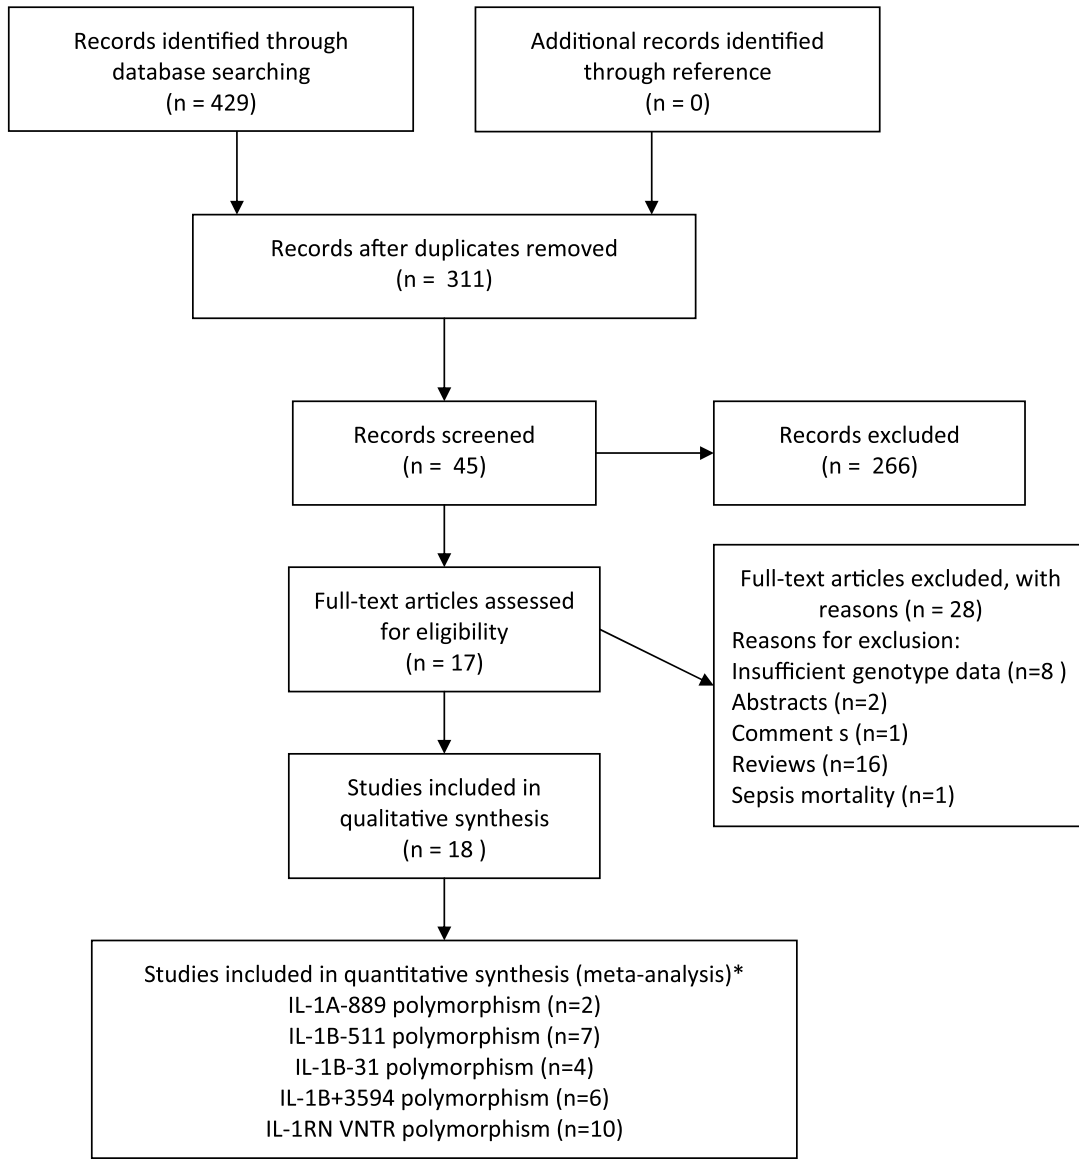 Records identified through
database searching
(n = 429)
Additional records identified
through reference
(n = 0)
Records after duplicates removed
(n =  311)
Records screened
(n =  45)
Records excluded
(n =  266)
Full-text articles assessed
for eligibility
(n = 17)
Full-text articles excluded, with
reasons (n = 28)
Reasons for exclusion:
Insufficient genotype data (n=8 )
Abstracts (n=2)
Comment s (n=1)
Reviews (n=16)
Sepsis mortality (n=1)
Studies included in
qualitative synthesis
(n = 18 )
Studies included in quantitative synthesis (meta-analysis)*
IL-1A-889 polymorphism (n=2)
IL-1B-511 polymorphism (n=7)
IL-1B-31 polymorphism (n=4)
IL-1B+3594 polymorphism (n=6)
IL-1RN VNTR polymorphism (n=10)